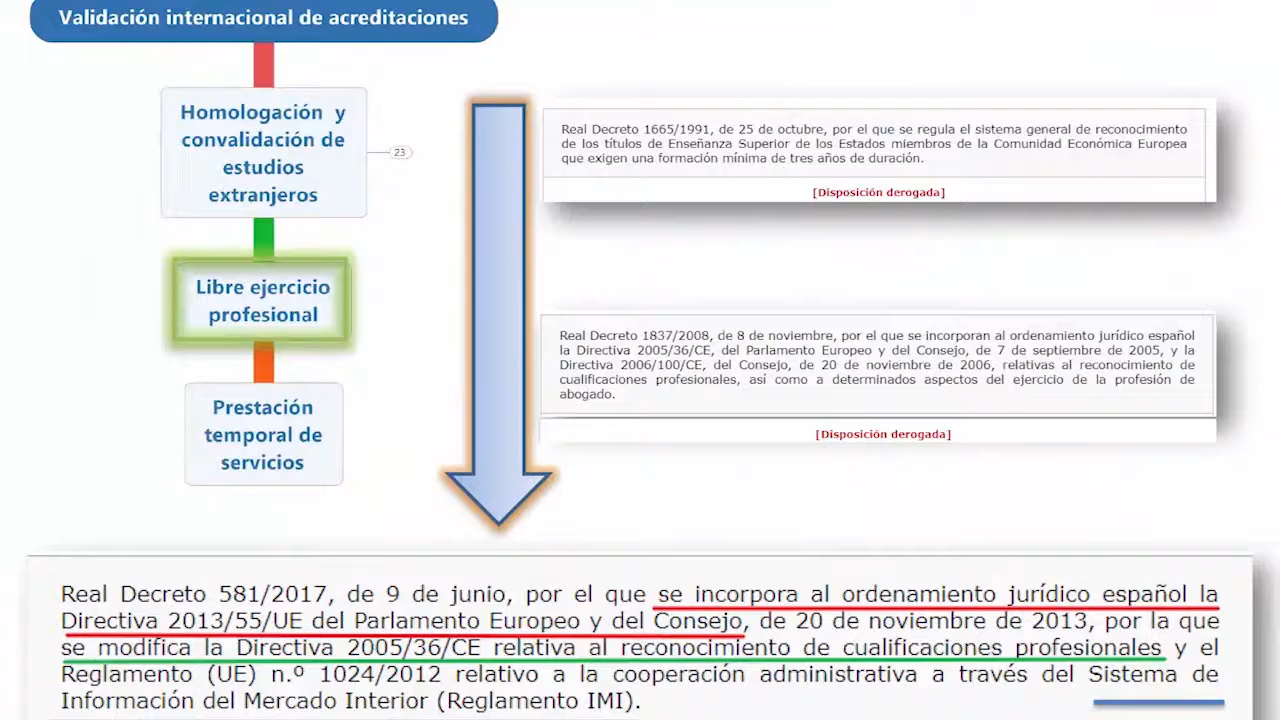 Validación internacional de acreditaciones
Homologación y
convalidación de
estudios
extranjeros
23
Libre ejercicio
profesional
Prestación
temporal de
servicios
Real Decreto 1665/1991, de 25 de octubre, por el que se regula el sistema general de reconocimiento
de los títulos de Enseñanza Superior de los Estados miembros de la Comunidad Económica Europea
que exigen una formación mínima de tres años de duración.
[Disposición derogada]
Real Decreto 1837/2008, de 8 de noviembre, por el que se incorporan al ordenamiento jurídico español
la Directiva 2005/36/CE, del Parlamento Europeo y del Consejo, de 7 de septiembre de 2005, y la
Directiva 2006/100/CE, del Consejo, de 20 de noviembre de 2006, relativas al reconocimiento de
cualificaciones profesionales, así como a determinados aspectos del ejercicio de la profesión de
abogado.
[Disposición derogada]
Real Decreto 581/2017, de 9 de junio, por el que se incorpora al ordenamiento jurídico español la
Directiva 2013/55/UE del Parlamento Europeo y del Consejo, de 20 de noviembre de 2013, por la que
se modifica la Directiva 2005/36/CE relativa al reconocimiento de cualificaciones profesionales y el
Reglamento (UE) n.º 1024/2012 relativo a la cooperación administrativa a través del Sistema de
Información del Mercado Interior (Reglamento IMI).